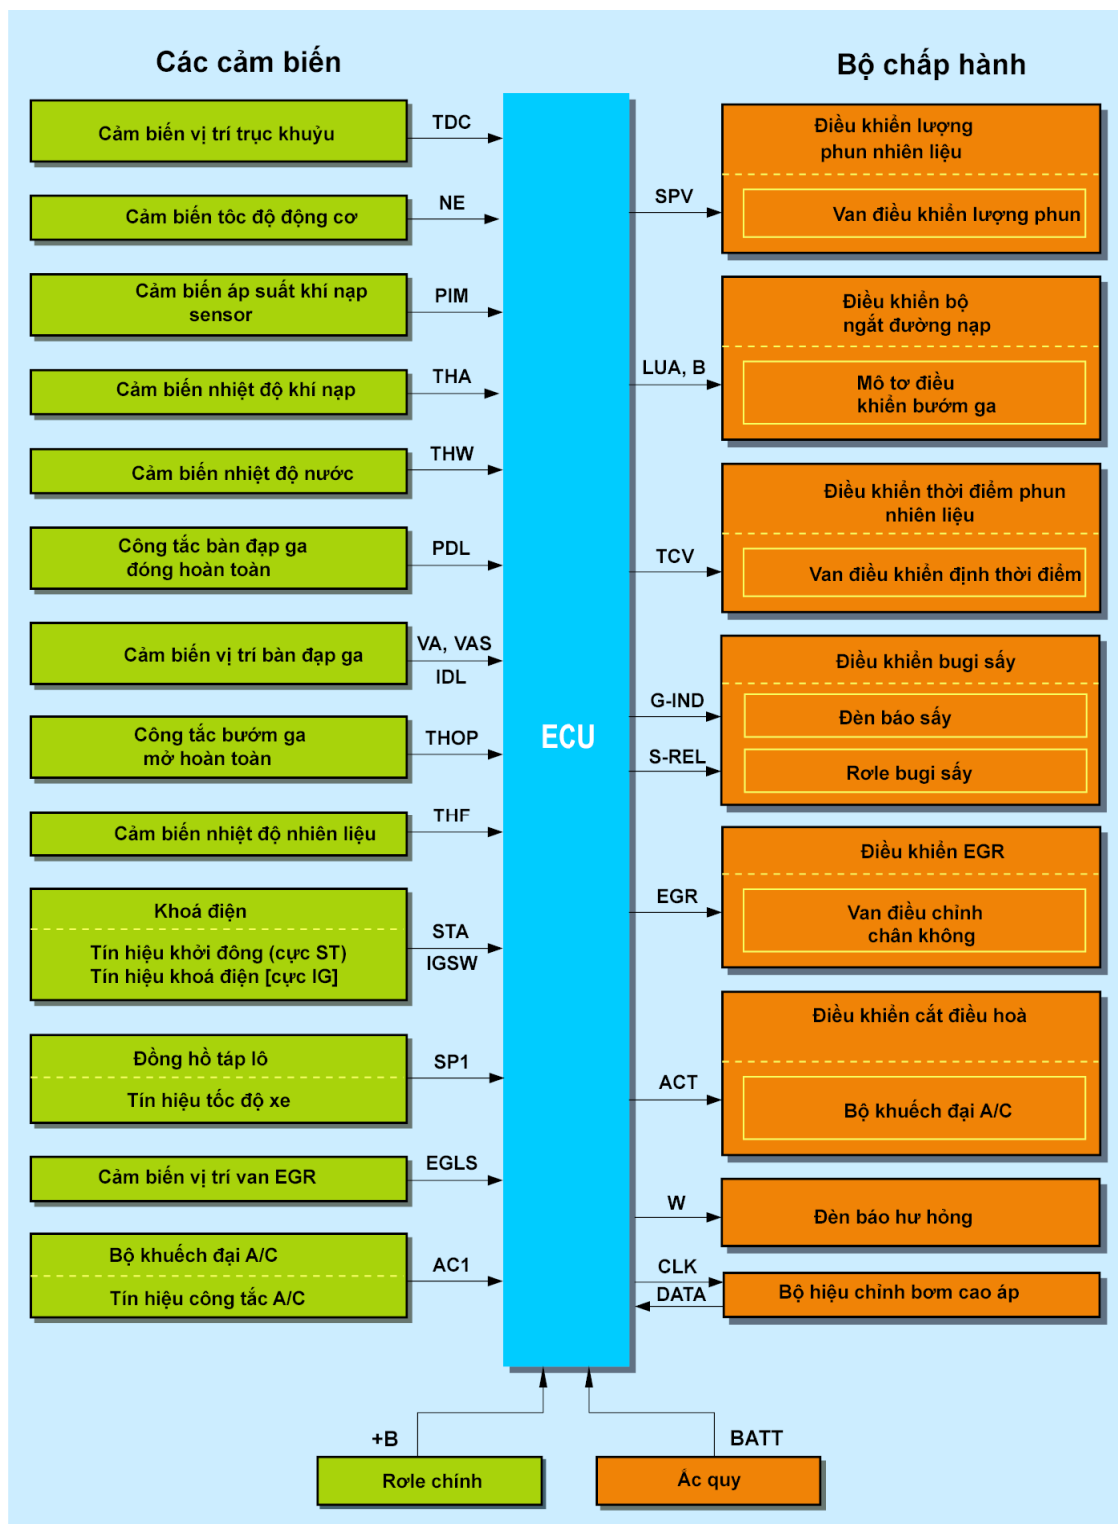 Các cảm biến
Bộ chấp hành
Cảm biến vị trí trục khuỷu
TDC
Cảm biến tôc độ động cơ
NE
Cảm biến áp suất khí nạp
sensor
PIM
Cảm biến nhiệt độ khí nạp
THA
Cảm biến nhiệt độ nước
THW
Công tắc bàn đạp ga
đóng hoàn toàn
PDL
Cảm biến vị trí bàn đạp ga
VA, VAS
IDL
Công tắc bướm ga
mở hoàn toàn
THOP
Cảm biến nhiệt độ nhiên liệu
THF
Khoá điện
Tín hiệu khởi đông (cực ST)
Tín hiệu khoá điện [cực IG]
STA
IGSW
Đồng hồ táp lô
Tín hiệu tốc độ xe
SP1
Cảm biến vị trí van EGR
EGLS
Bộ khuếch đại A/C
Tín hiệu công tắc A/C
AC1
ECU
SPV
Điều khiển lượng
phun nhiên liệu
Van điều khiển lượng phun
LUA, B
Điều khiển bộ
ngắt đường nạp
Mô tơ điều
khiển bướm ga
TCV
Điều khiển thời điểm phun
nhiên liệu
Van điều khiển định thời điểm
Điều khiển bugi sấy
G-IND
Đèn báo sấy
S-REL
Rơle bugi sấy
Điều khiển EGR
EGR
Van điều chỉnh
chân không
Điều khiển cắt điều hoà
ACT
Bộ khuếch đại A/C
W
Đèn báo hư hỏng
CLK
DATA
Bộ hiệu chỉnh bơm cao áp
+B
Rơle chính
BATT
Ắc quy